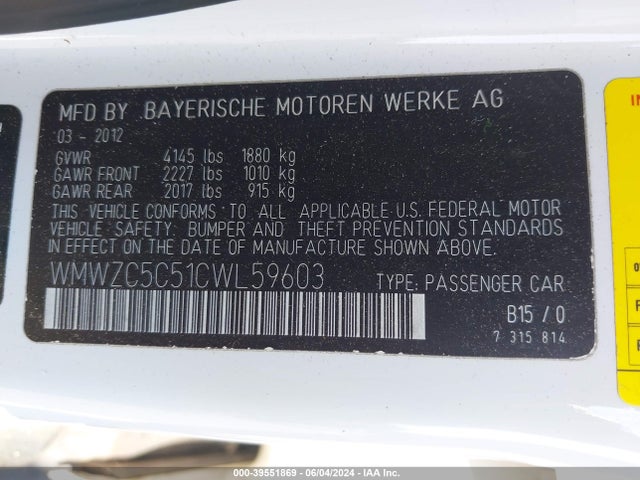 MFD BY BAYERISCHE MOTOREN WERKE AG
03 - 2012
GVWR 4145 lbs 1880 kg
GAWR FRONT 2227 lbs 1010 kg
GAWR REAR 2017 lbs 915 kg
THIS VEHICLE CONFORMS TO ALL APPLICABLE U.S. FEDERAL MOTOR
VEHICLE SAFETY, BUMPER AND THEFT PREVENTION STANDARDS
IN EFFECT ON THE DATE OF MANUFACTURE SHOWN ABOVE.
WMWZC5C51CWL59603 TYPE: PASSENGER CAR
B15 / 0
7 315 814
000-39551869 - 06/04/2024 - IAA Inc.